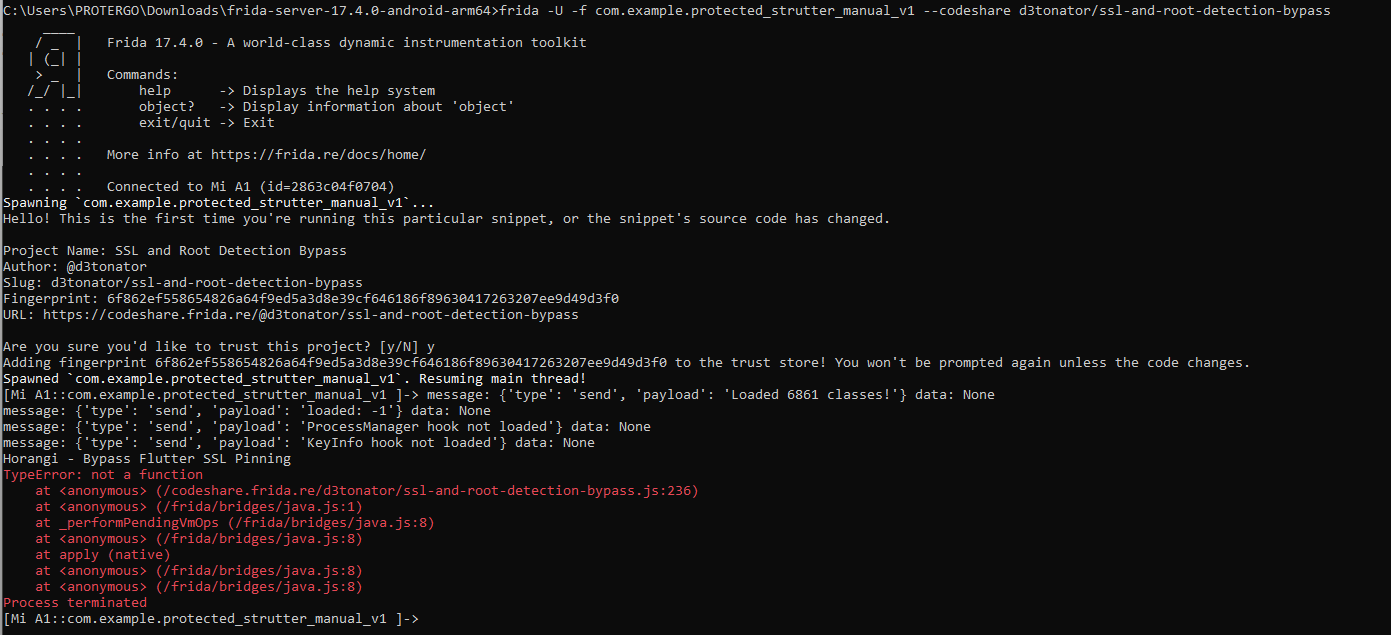 C:\Users\PROTERGO\Downloads\frida-server-17.4.0-android-arm64>frida -U -f com.example.protected_strutter_manual_v1 --codeshare d3tonator/ssl-and-root-detection-bypass
     ____
    / _  |   Frida 17.4.0 - A world-class dynamic instrumentation toolkit
   | (_| |
    > _  |   Commands:
   /_/ |_|       help      -> Displays the help system
   . . . .       object?   -> Display information about 'object'
   . . . .       exit/quit -> Exit
   . . . .
   . . . .   More info at https://frida.re/docs/home/
   . . . .
   . . . .   Connected to Mi A1 (id=2863c04f0704)
Spawning `com.example.protected_strutter_manual_v1`...
Hello! This is the first time you're running this particular snippet, or the snippet's source code has changed.

Project Name: SSL and Root Detection Bypass
Author: @d3tonator
Slug: d3tonator/ssl-and-root-detection-bypass
Fingerprint: 6f862ef558654826a64f9ed5a3d8e39cf646186f89630417263207ee9d49d3f0
URL: https://codeshare.frida.re/@d3tonator/ssl-and-root-detection-bypass

Are you sure you'd like to trust this project? [y/N] y
Adding fingerprint 6f862ef558654826a64f9ed5a3d8e39cf646186f89630417263207ee9d49d3f0 to the trust store! You won't be prompted again unless the code changes.
Spawned `com.example.protected_strutter_manual_v1`. Resuming main thread!
[Mi A1::com.example.protected_strutter_manual_v1 ]-> message: {'type': 'send', 'payload': 'Loaded 6861 classes!'} data: None
message: {'type': 'send', 'payload': 'loaded: -1'} data: None
message: {'type': 'send', 'payload': 'ProcessManager hook not loaded'} data: None
message: {'type': 'send', 'payload': 'KeyInfo hook not loaded'} data: None
Horangi - Bypass Flutter SSL Pinning
TypeError: not a function
    at <anonymous> (/codeshare.frida.re/d3tonator/ssl-and-root-detection-bypass.js:236)
    at <anonymous> (/frida/bridges/java.js:1)
    at _performPendingVmOps (/frida/bridges/java.js:8)
    at <anonymous> (/frida/bridges/java.js:8)
    at apply (native)
    at <anonymous> (/frida/bridges/java.js:8)
    at <anonymous> (/frida/bridges/java.js:8)
Process terminated
[Mi A1::com.example.protected_strutter_manual_v1 ]->